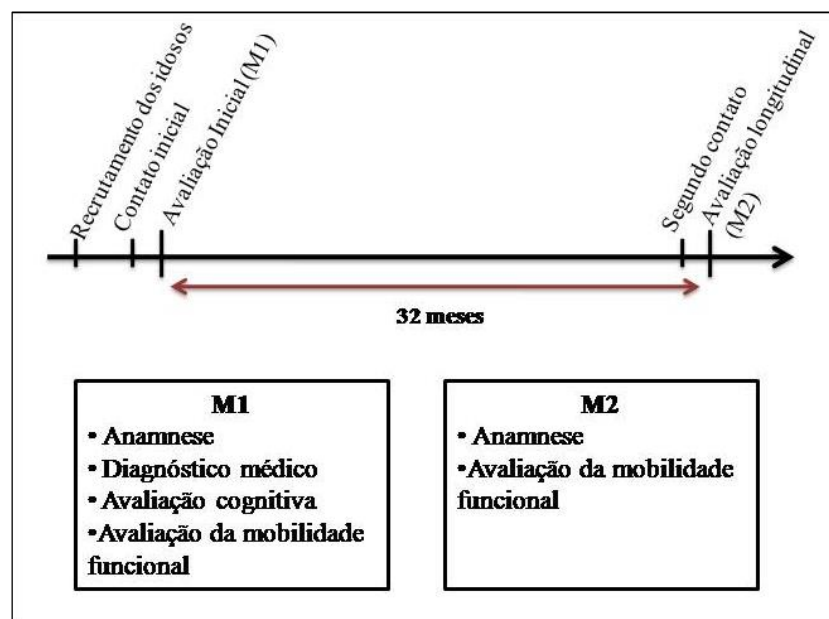 Recrutamento dos idosos
Contato inicial
Avaliação Inicial (M1)
Segundo contato
Avaliação longitudinal
(M2)
32 meses
M1
• Anamnese
• Diagnóstico médico
• Avaliação cognitiva
•Avaliação da mobilidade
funcional
M2
• Anamnese
•Avaliação da mobilidade
funcional